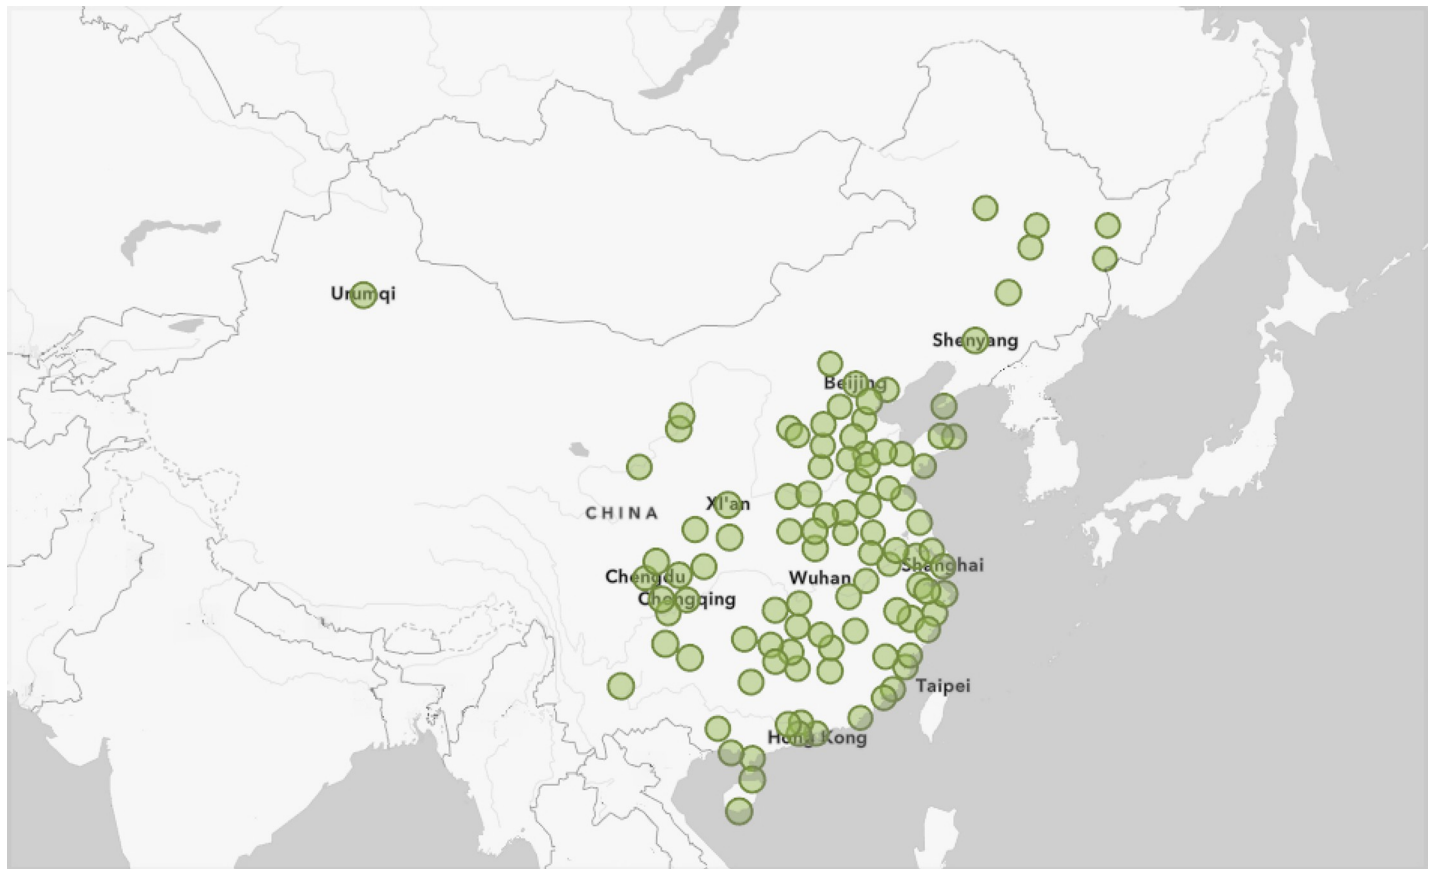 Urumqi
Shenyang
Beijing
Xi'an
CHINA
Shanghai
Chengdu
Wuhan
Chongqing
Taipei
Hong Kong